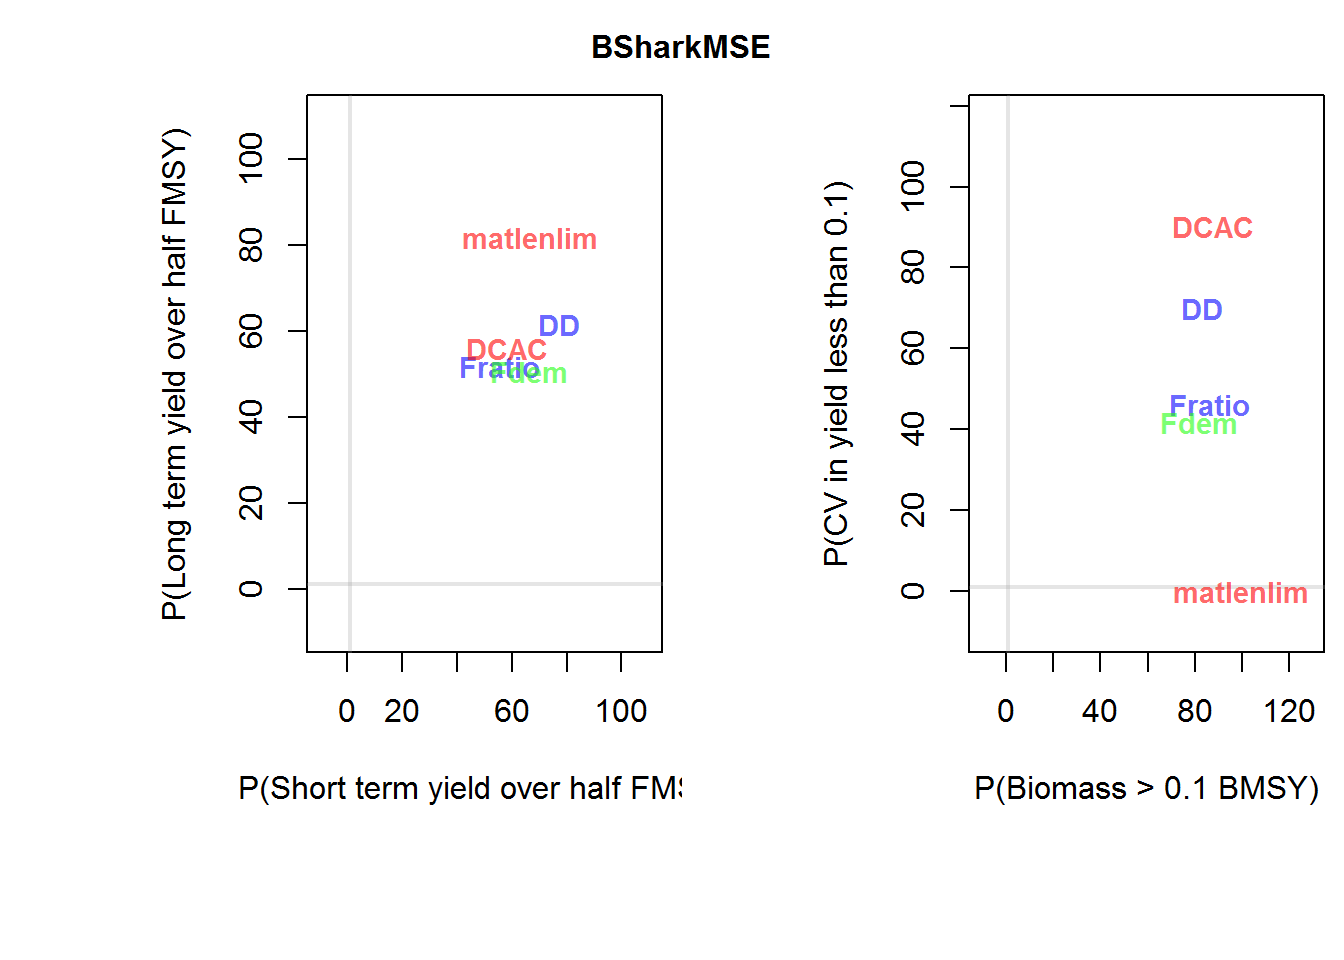 BSharkMSE
P(Long term yield over half FMSY)
100
80
60
40
20
0
matlenlim
DD
DCAC
Fratio
Fdem
0 20 60 100
P(Short term yield over half FMS
P(CV in yield less than 0.1)
100
80
60
40
20
0
DCAC
DD
Fratio
Fdem
matlenlim
0 40 80 120
P(Biomass > 0.1 BMSY)